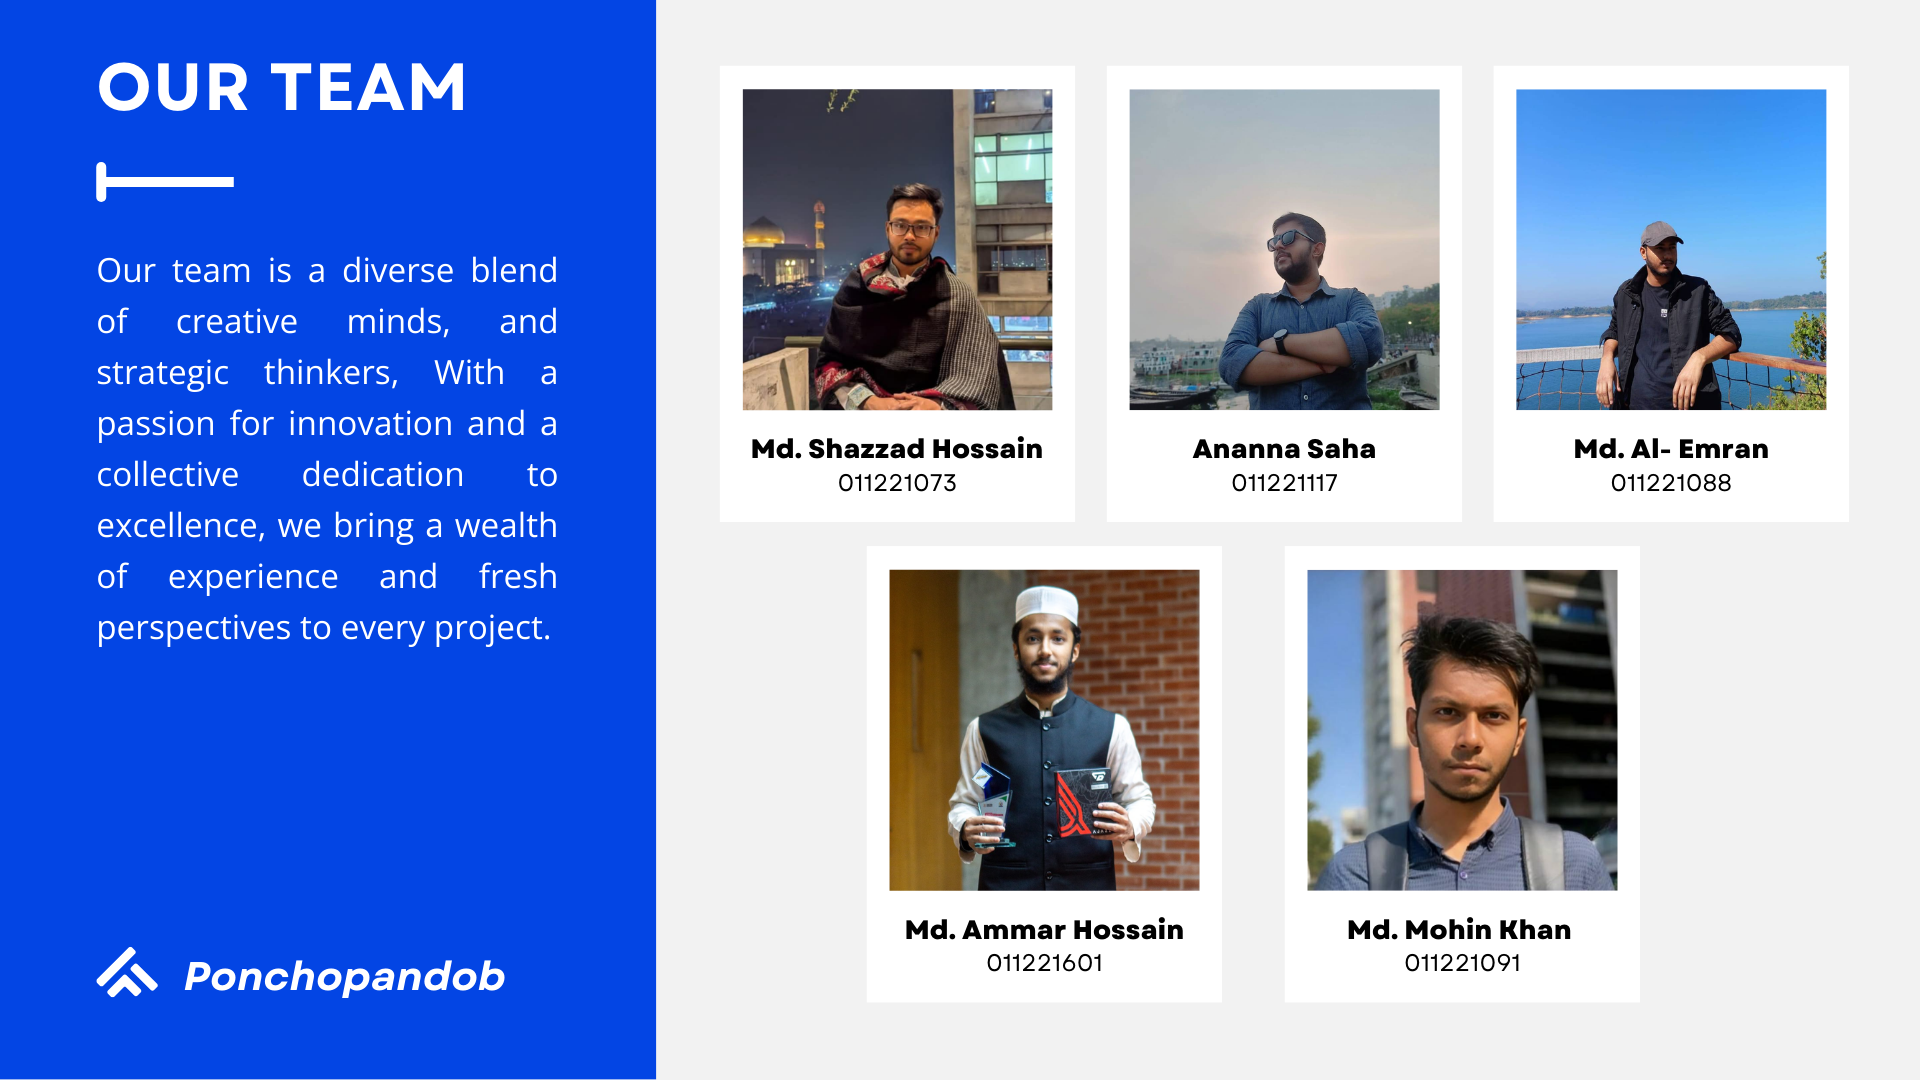 OUR TEAM
Our team is a diverse blend
of creative minds, and
strategic thinkers, With a
passion for innovation and a
collective dedication to
excellence, we bring a wealth
of experience and fresh
perspectives to every project.
Ponchopandob
Md. Shazzad Hossain
011221073
Ananna Saha
011221117
Md. Al- Emran
011221088
Md. Ammar Hossain
011221601
Md. Mohin Khan
011221091